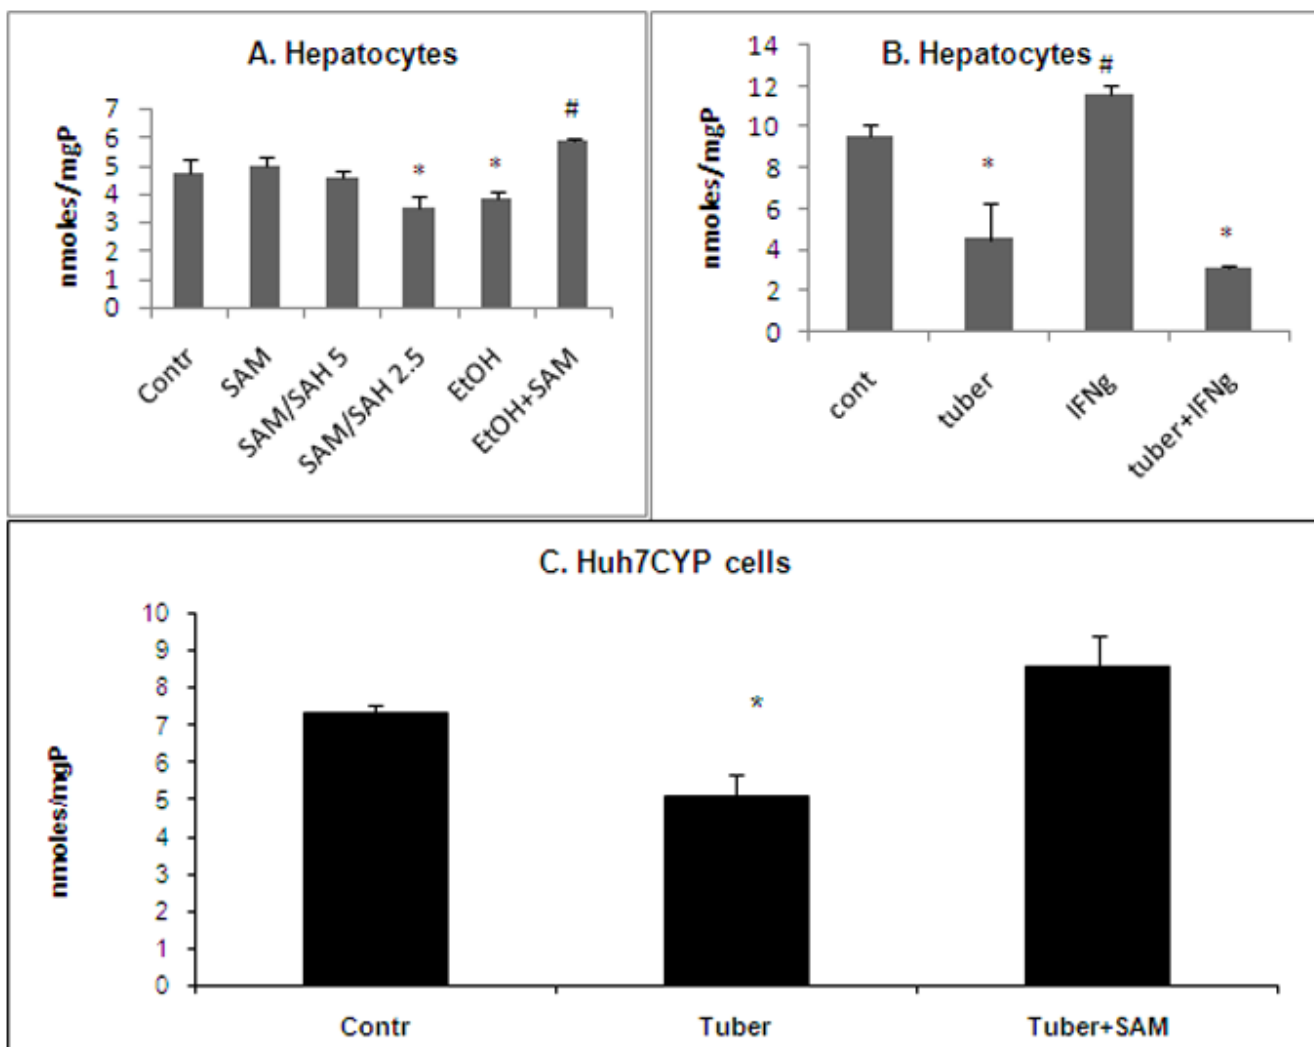 A. Hepatocytes
nmoles/mgP
7
6
5
4
3
2
1
0
#
*
*
Contr
SAM
SAM/SAH 5
SAM/SAH 2.5
EtOH
EtOH+SAM
B. Hepatocytes
nmoles/mgP
14
12
10
8
6
4
2
0
*
#
*
cont
tuber
IFNg
tuber+IFNg
C. Huh7CYP cells
nmoles/mgP
10
9
8
7
6
5
4
3
2
1
0
*
Contr
Tuber
Tuber+SAM